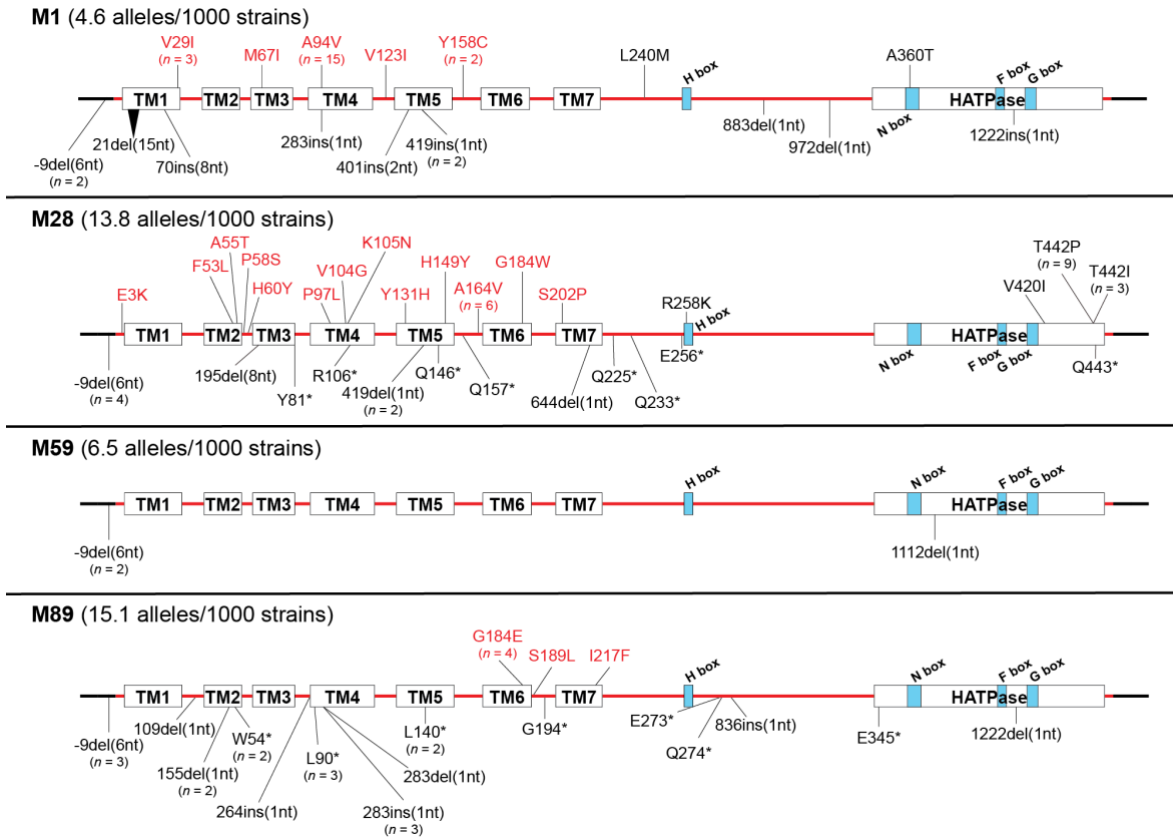 M1 (4.6 alleles/1000 strains)
V29I
(n = 3)
M67I
A94V
(n = 15)
V123I
Y158C
(n = 2)
L240M
H box
A360T
F box
G box
TM1
TM2
TM3
TM4
TM5
TM6
TM7
HATPase
N box
-9del(6nt)
(n = 2)
21del(15nt)
70ins(8nt)
283ins(1nt)
401ins(2nt)
419ins(1nt)
(n = 2)
883del(1nt)
972del(1nt)
1222ins(1nt)
M28 (13.8 alleles/1000 strains)
E3K
F53L
A55T
P58S
H60Y
P97L
V104G
K105N
Y131H
H149Y
A164V
(n = 6)
G184W
S202P
R258K
H box
V420I
T442P
(n = 9)
T442I
(n = 3)
TM1
TM2
TM3
TM4
TM5
TM6
TM7
HATPase
N box
F box
G box
-9del(6nt)
(n = 4)
195del(8nt)
Y81*
R106*
419del(1nt)
(n = 2)
Q146*
Q157*
644del(1nt)
Q225*
Q233*
E256*
Q443*
M59 (6.5 alleles/1000 strains)
H box
N box
F box
G box
TM1
TM2
TM3
TM4
TM5
TM6
TM7
HATPase
-9del(6nt)
(n = 2)
1112del(1nt)
M89 (15.1 alleles/1000 strains)
G184E
(n = 4)
S189L
I217F
H box
N box
F box
G box
TM1
TM2
TM3
TM4
TM5
TM6
TM7
HATPase
-9del(6nt)
(n = 3)
109del(1nt)
155del(1nt)
(n = 2)
W54*
(n = 2)
264ins(1nt)
L90*
(n = 3)
283ins(1nt)
(n = 3)
283del(1nt)
L140*
(n = 2)
G194*
E273*
Q274*
836ins(1nt)
E345*
1222del(1nt)